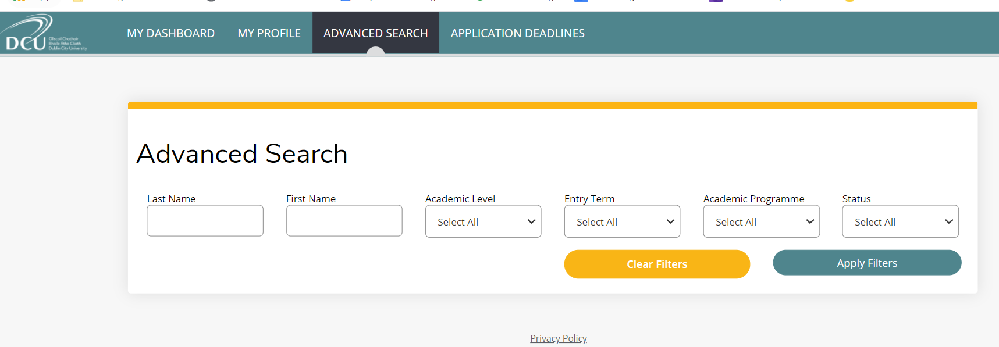 DCU
Ollscoil Chathair
Bhaile Átha Cliath
Dublin City University
MY DASHBOARD
MY PROFILE
ADVANCED SEARCH
APPLICATION DEADLINES
Advanced Search
Last Name
First Name
Academic Level
Entry Term
Academic Programme
Status
Select All
Select All
Select All
Select All
Clear Filters
Apply Filters
Privacy Policy